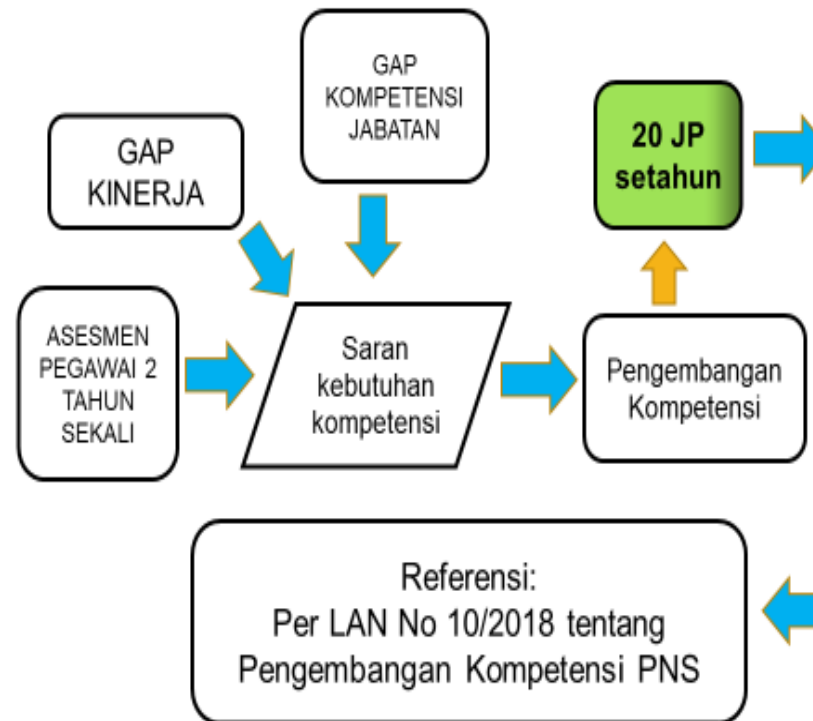 GAP
KOMPETENSI
JABATAN
GAP
KINERJA
20 JP
setahun
ASESMEN
PEGAWAI 2
TAHUN
SEKALI
Saran
kebutuhan
kompetensi
Pengembangan
Kompetensi
Referensi:
Per LAN No 10/2018 tentang
Pengembangan Kompetensi PNS